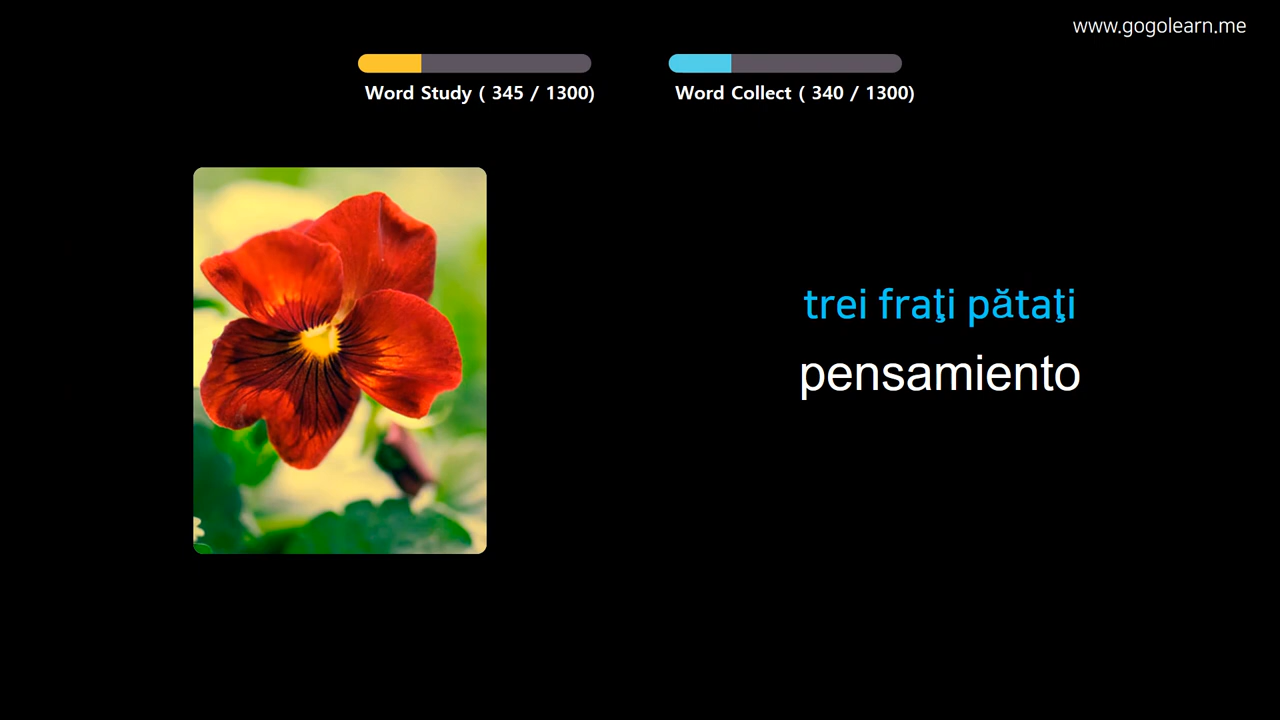 www.gogolearn.me
Word Study ( 345 / 1300)
Word Collect ( 340 / 1300)
trei fraţi pătaţi
pensamiento